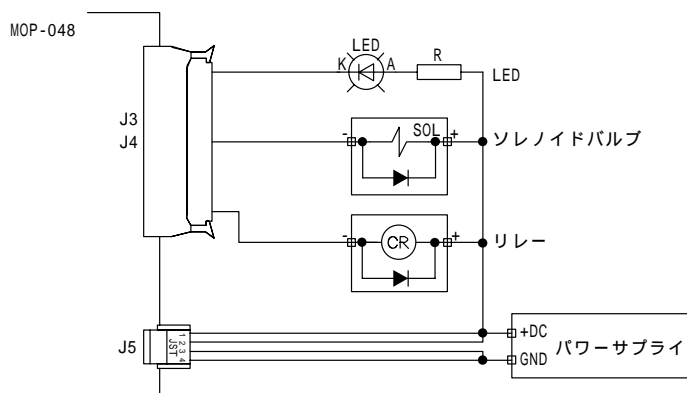 MOP-048
LED
R
K
A
LED
J3
J4
-
SOL
+
ソレノイドバルブ
-
CR
+
リレー
J5
1
2
3
4
JST
+DC
GND
パワーサプライ